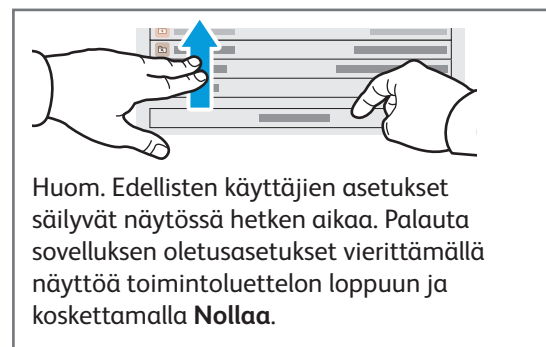 Huom. Edellisten käyttäjien asetukset
säilyvät näytössä hetken aikaa. Palauta
sovelluksen oletusasetukset vierittämällä
näyttöä toimintoluettelon loppuun ja
koskettamalla Nollaa.